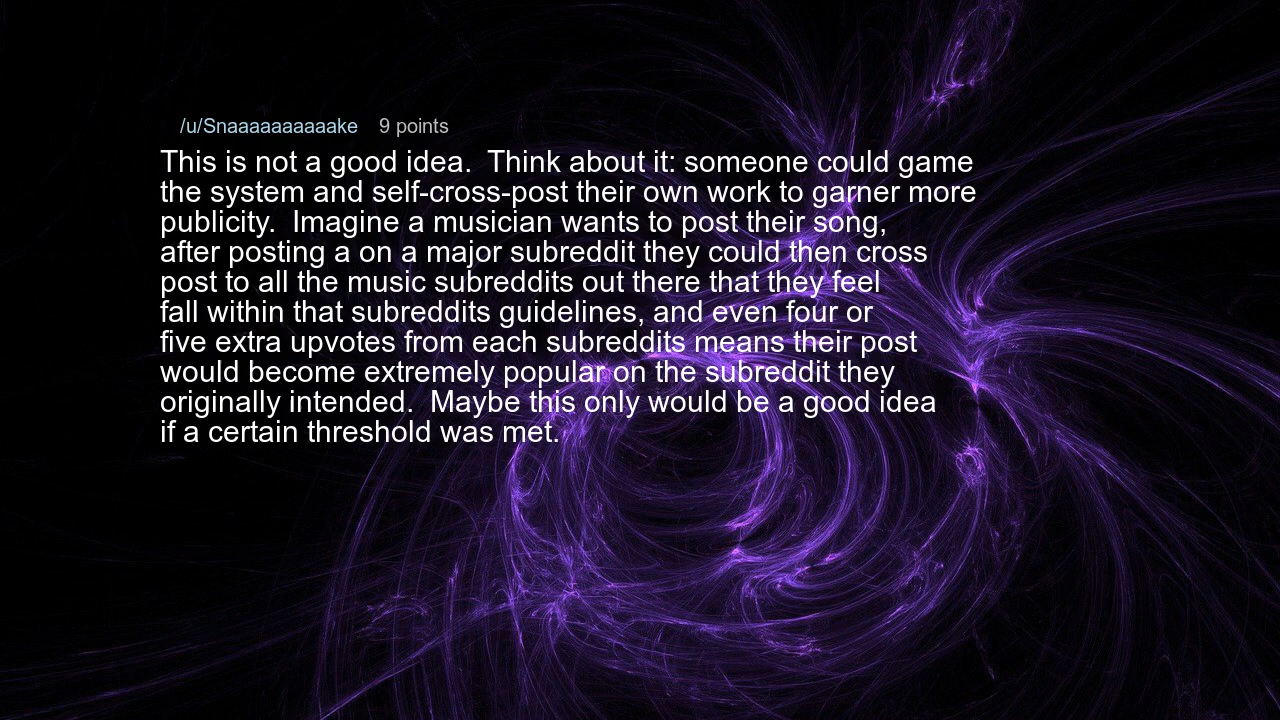 /u/Snaaaaaaaaaaake 9 points
This is not a good idea.  Think about it: someone could game
the system and self-cross-post their own work to garner more
publicity.  Imagine a musician wants to post their song,
after posting a on a major subreddit they could then cross
post to all the music subreddits out there that they feel
fall within that subreddits guidelines, and even four or
five extra upvotes from each subreddits means their post
would become extremely popular on the subreddit they
originally intended.  Maybe this only would be a good idea
if a certain threshold was met.